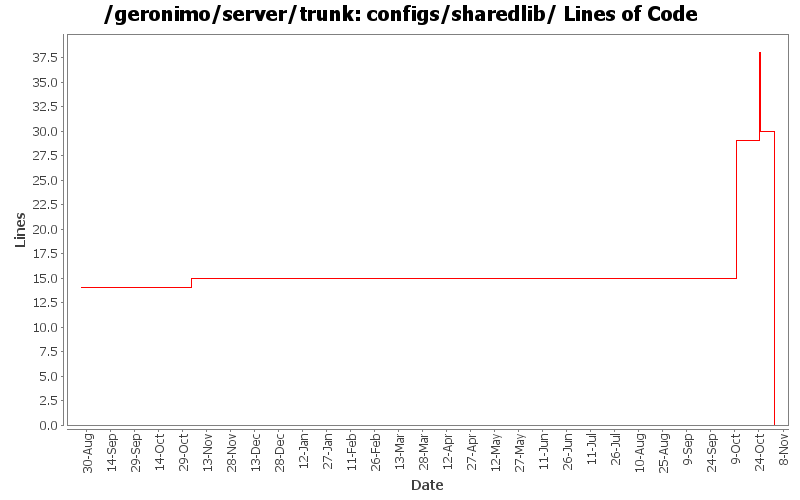 /geronimo/server/trunk: configs/sharedlib/ Lines of Code
37.5
35.0
32.5
30.0
27.5
25.0
22.5
20.0
17.5
15.0
12.5
10.0
7.5
5.0
2.5
0.0
Lines
30-Aug
14-Sep
29-Sep
14-Oct
29-Oct
13-Nov
28-Nov
13-Dec
28-Dec
12-Jan
27-Jan
11-Feb
26-Feb
13-Mar
28-Mar
12-Apr
27-Apr
12-May
27-May
11-Jun
26-Jun
11-Jul
26-Jul
10-Aug
25-Aug
9-Sep
24-Sep
9-Oct
24-Oct
8-Nov
Date